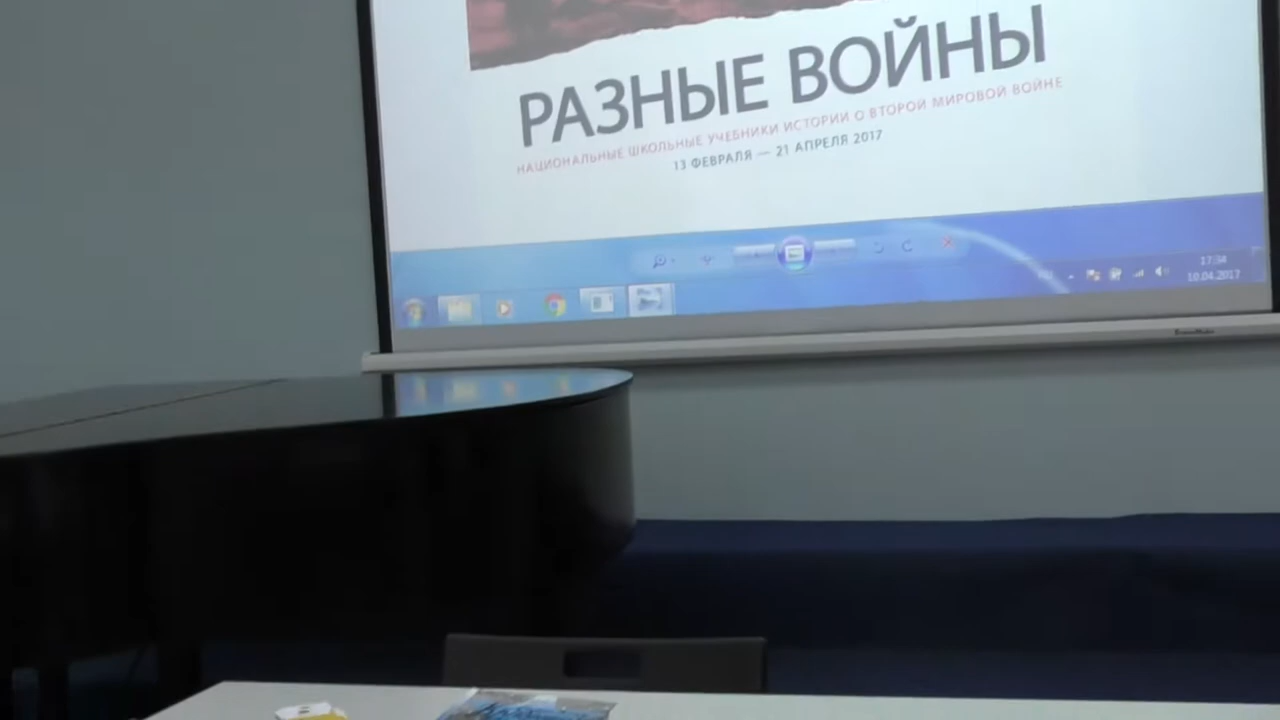 РАЗНЫЕ ВОЙНЫ
НАЦИОНАЛЬНЫЕ ШКОЛЬНЫЕ УЧЕБНИКИ ИСТОРИИ О ВТОРОЙ МИРОВОЙ ВОЙНЕ
13 ФЕВРАЛЯ — 21 АПРЕЛЯ 2017
17:34
10.04.2017